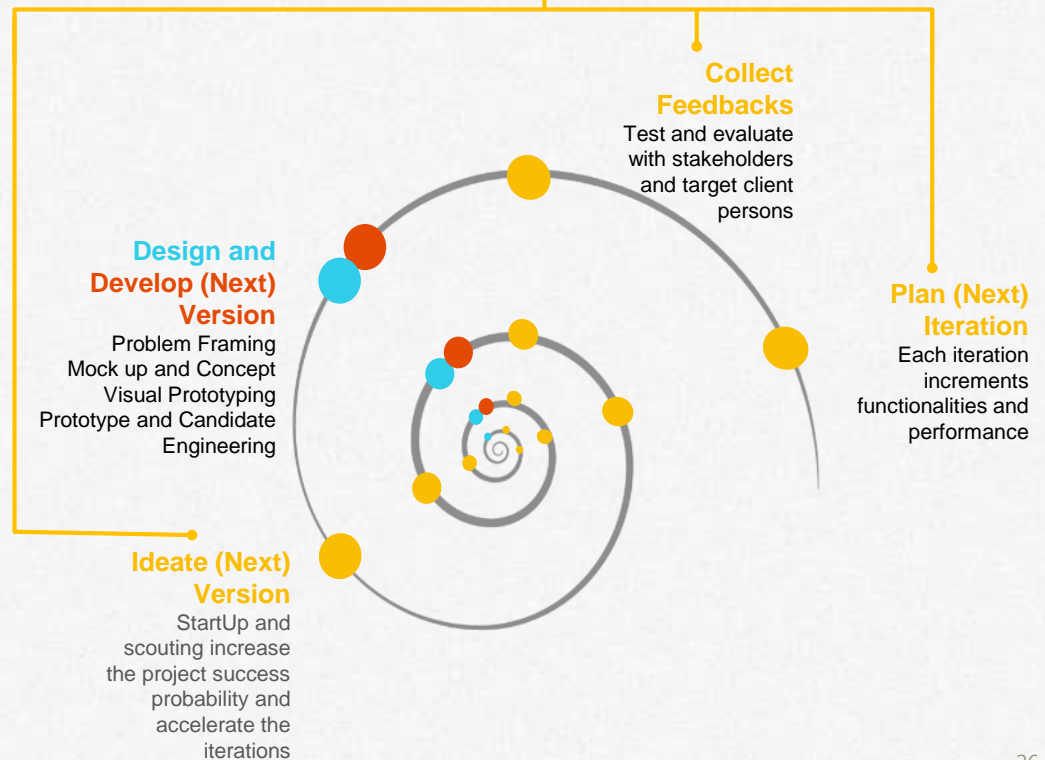 Collect
Feedbacks
Test and evaluate
with stakeholders
and target client
persons
Design and
Develop (Next)
Version
Problem Framing
Mock up and Concept
Visual Prototyping
Prototype and Candidate
Engineering
Plan (Next)
Iteration
Each iteration
increments
functionalities and
performance
Ideate (Next)
Version
StartUp and
scouting increase
the project success
probability and
accelerate the
iterations